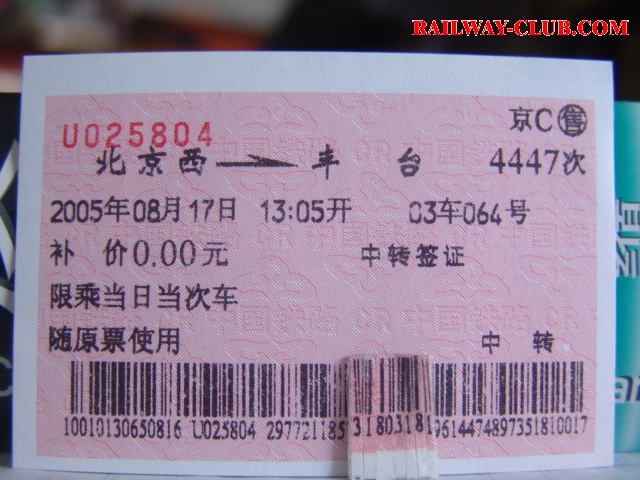 RAILWAY-CLUB.COM
京C售
U025804
北京西 丰台 4447次
2005年08月17日 13:05开 03车064号
补 价0.00元 中转签证
限乘当日当次车
随原票使用 中 转
10010130650816 U025804 29772118 3180318 9614474897351810017